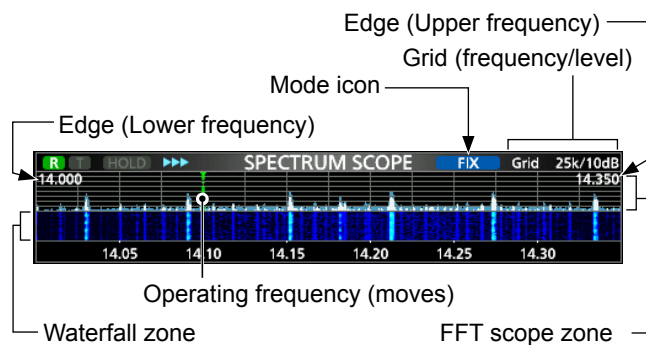 Edge (Upper frequency)
Grid (frequency/level)
Mode icon
Edge (Lower frequency)
R T HOLD SPECTRUM SCOPE FIX Grid 25k/10dB
14.000 14.350
14.05 14.10 14.15 14.20 14.25 14.30
Operating frequency (moves)
Waterfall zone FFT scope zone